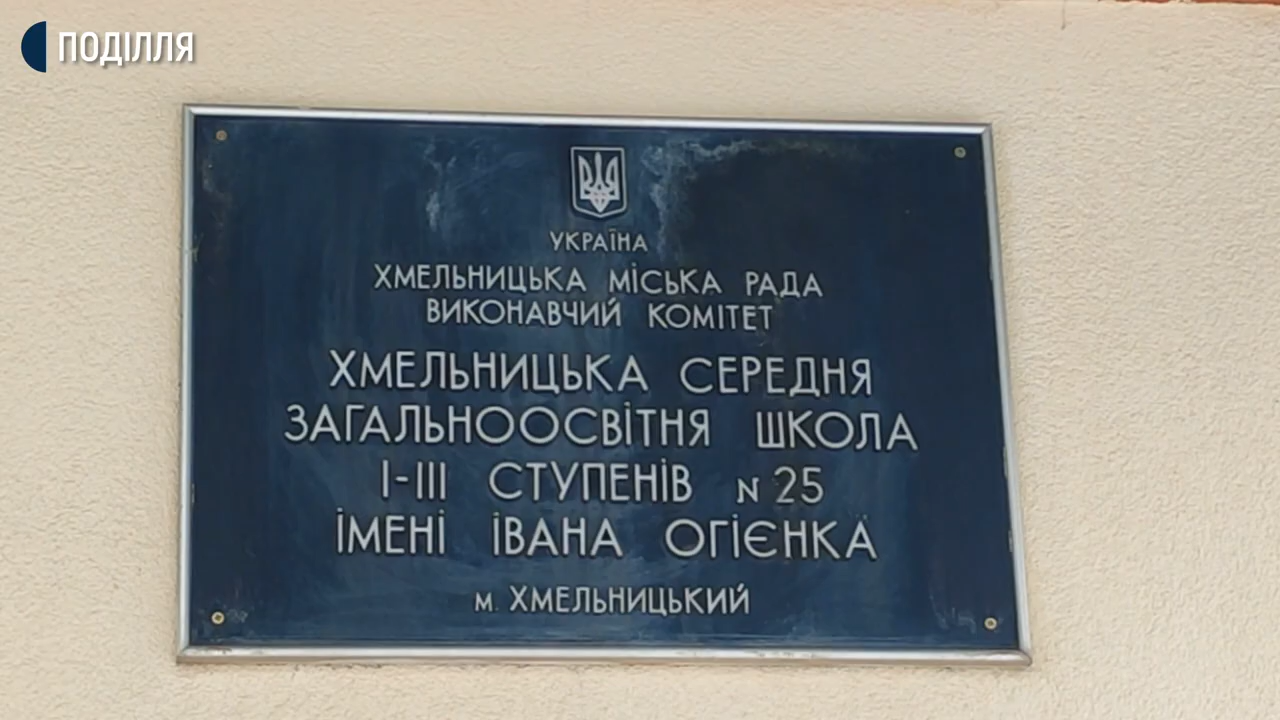 ПОДІЛЛЯ
УКРАЇНА
ХМЕЛЬНИЦЬКА МІСЬКА РАДА
ВИКОНАВЧИЙ КОМІТЕТ
ХМЕЛЬНИЦЬКА СЕРЕДНЯ
ЗАГАЛЬНООСВІТНЯ ШКОЛА
І-ІІІ СТУПЕНІВ N 25
ІМЕНІ ІВАНА ОГІЄНКА
м. ХМЕЛЬНИЦЬКИЙ